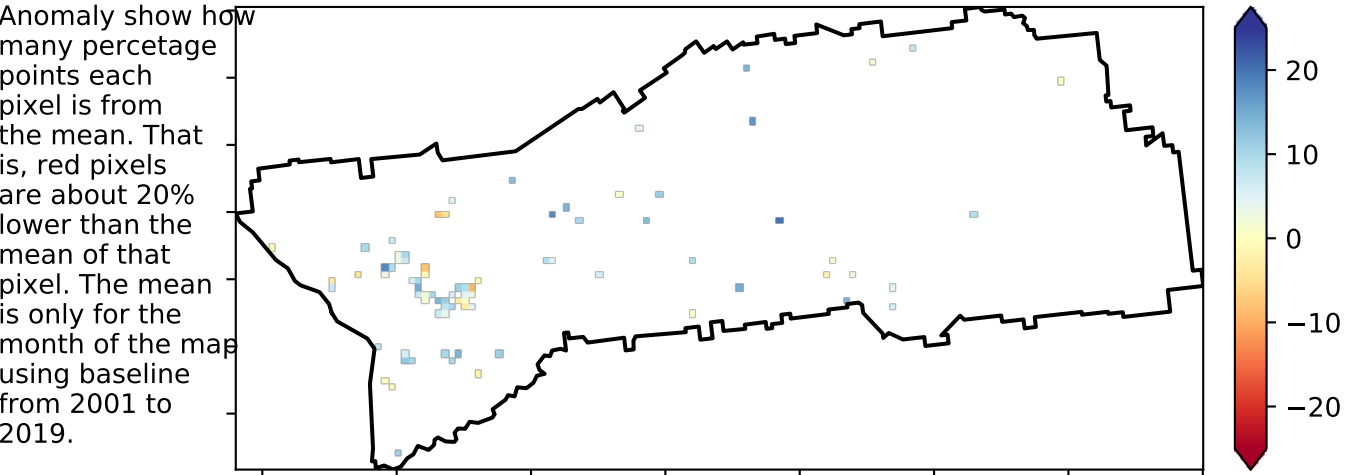 Anomaly show how
many percetage
points each
pixel is from
the mean. That
is, red pixels
are about 20%
lower than the
mean of that
pixel. The mean
is only for the
month of the map
using baseline
from 2001 to
2019.
20
10
0
−10
−20